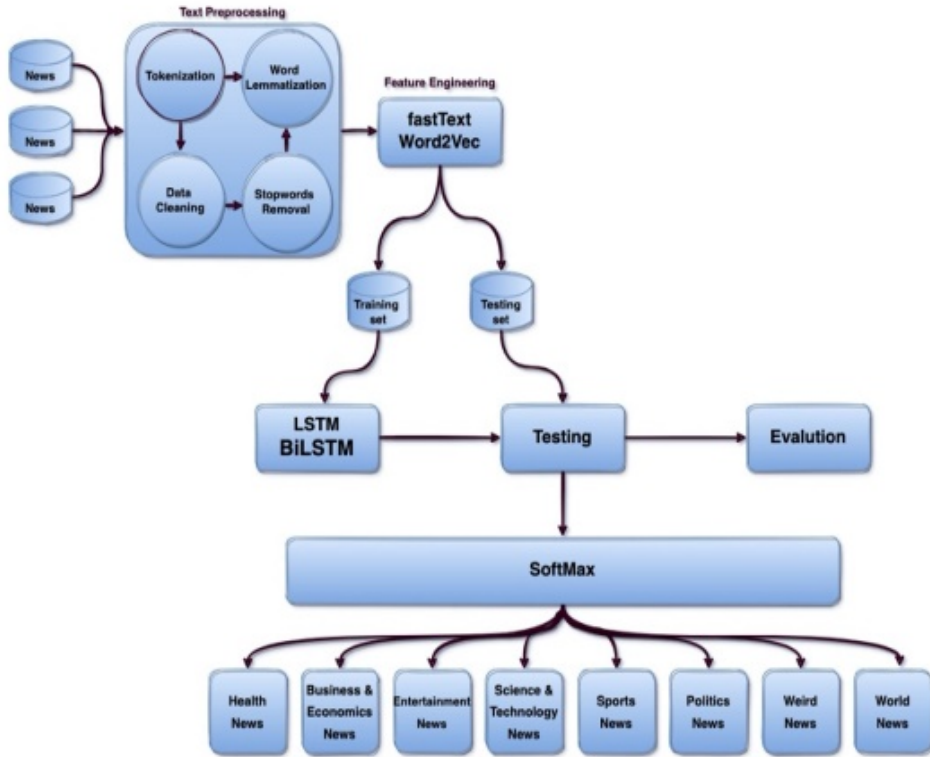 Text Preprocessing
News
News
News
Tokenization
Word
Lemmatization
Data
Cleaning
Stopwords
Removal
Feature Engineering
fastText
Word2Vec
Training
set
Testing
set
LSTM
BiLSTM
Testing
Evalution
SoftMax
Health
News
Business &
Economics
News
Entertainment
News
Science &
Technology
News
Sports
News
Politics
News
Weird
News
World
News